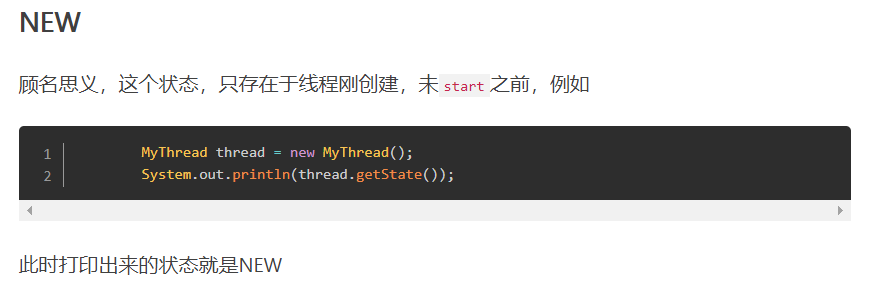 NEW
顾名思义，这个状态，只存在于线程刚创建，未start之前，例如
1 MyThread thread = new MyThread();
2 System.out.println(thread.getState());
此时打印出来的状态就是NEW